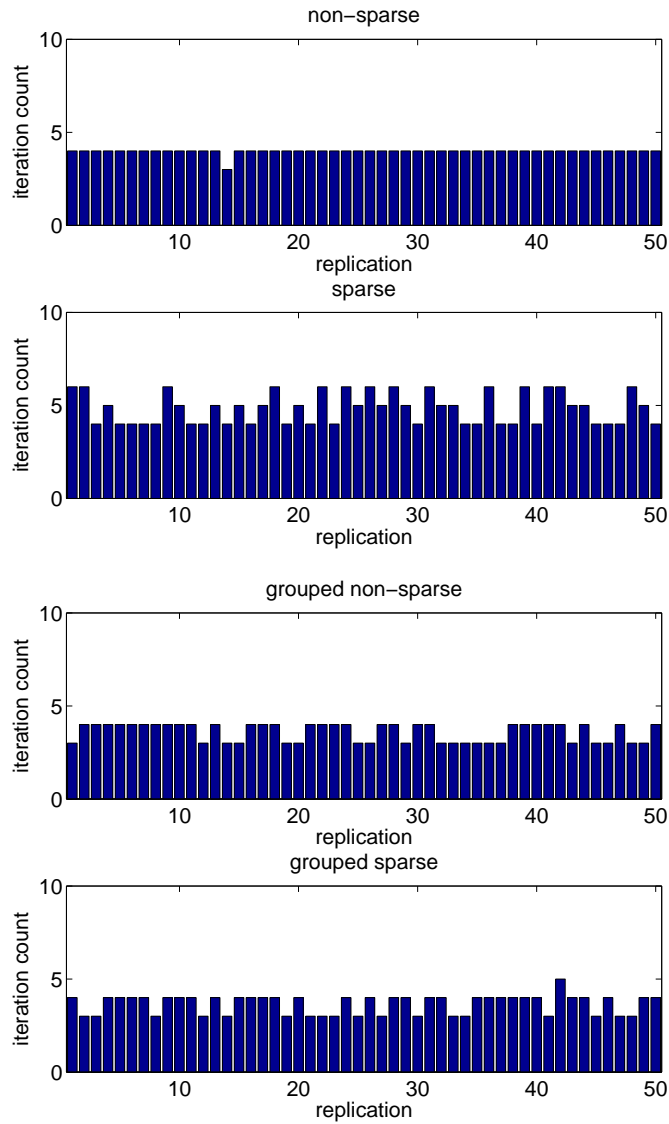 non−sparse
10
5
0
iteration count
10 20 30 40 50
replication
sparse
10
5
0
iteration count
10 20 30 40 50
replication
grouped non−sparse
10
5
0
iteration count
10 20 30 40 50
replication
grouped sparse
10
5
0
iteration count
10 20 30 40 50
replication